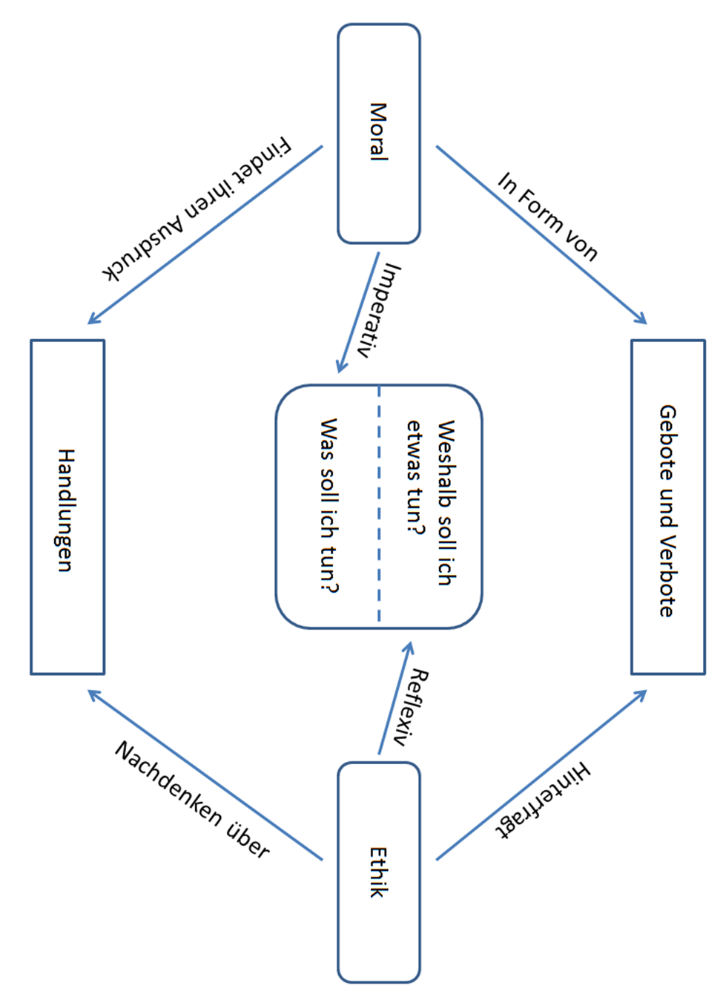 Gebote und Verbote
In Form von
Hinterfragt
Weshalb soll ich
etwas tun?
Moral
Imperativ
Reflexiv
Ethik
Was soll ich tun?
Findet ihren Ausdruck
Nachdenken über
Handlungen